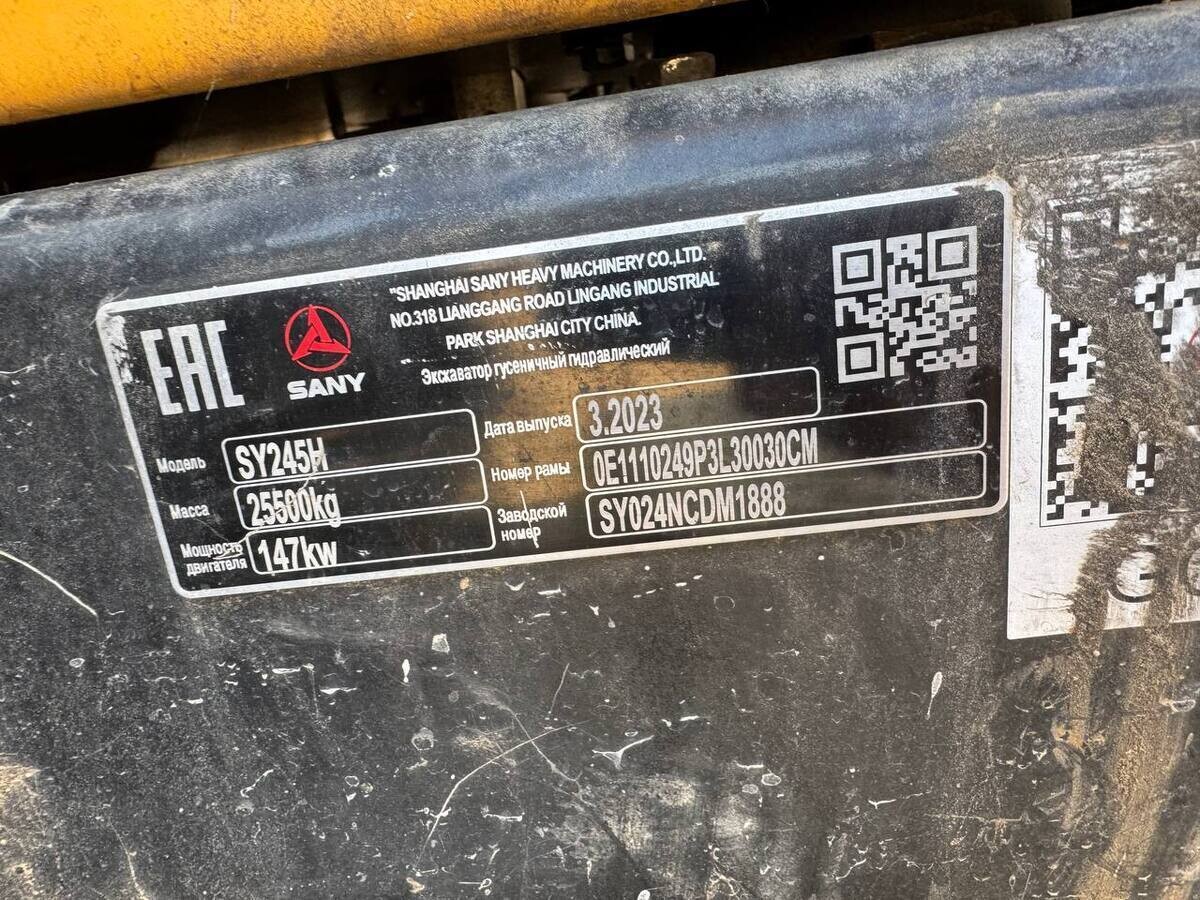 EAC
SANY
"SHANGHAI SANY HEAVY MACHINERY CO.,LTD.
NO.318 LIANGGANG ROAD LINGANG INDUSTRIAL
PARK SHANGHAI CITY CHINA.
Экскаватор гусеничный гидравлический
Модель SY245H
Масса 25500kg
Мощность двигателя 147kw
Дата выпуска 3.2023
Номер рамы 0E1110249P3L30030CM
Заводской номер SY024NCDM1888